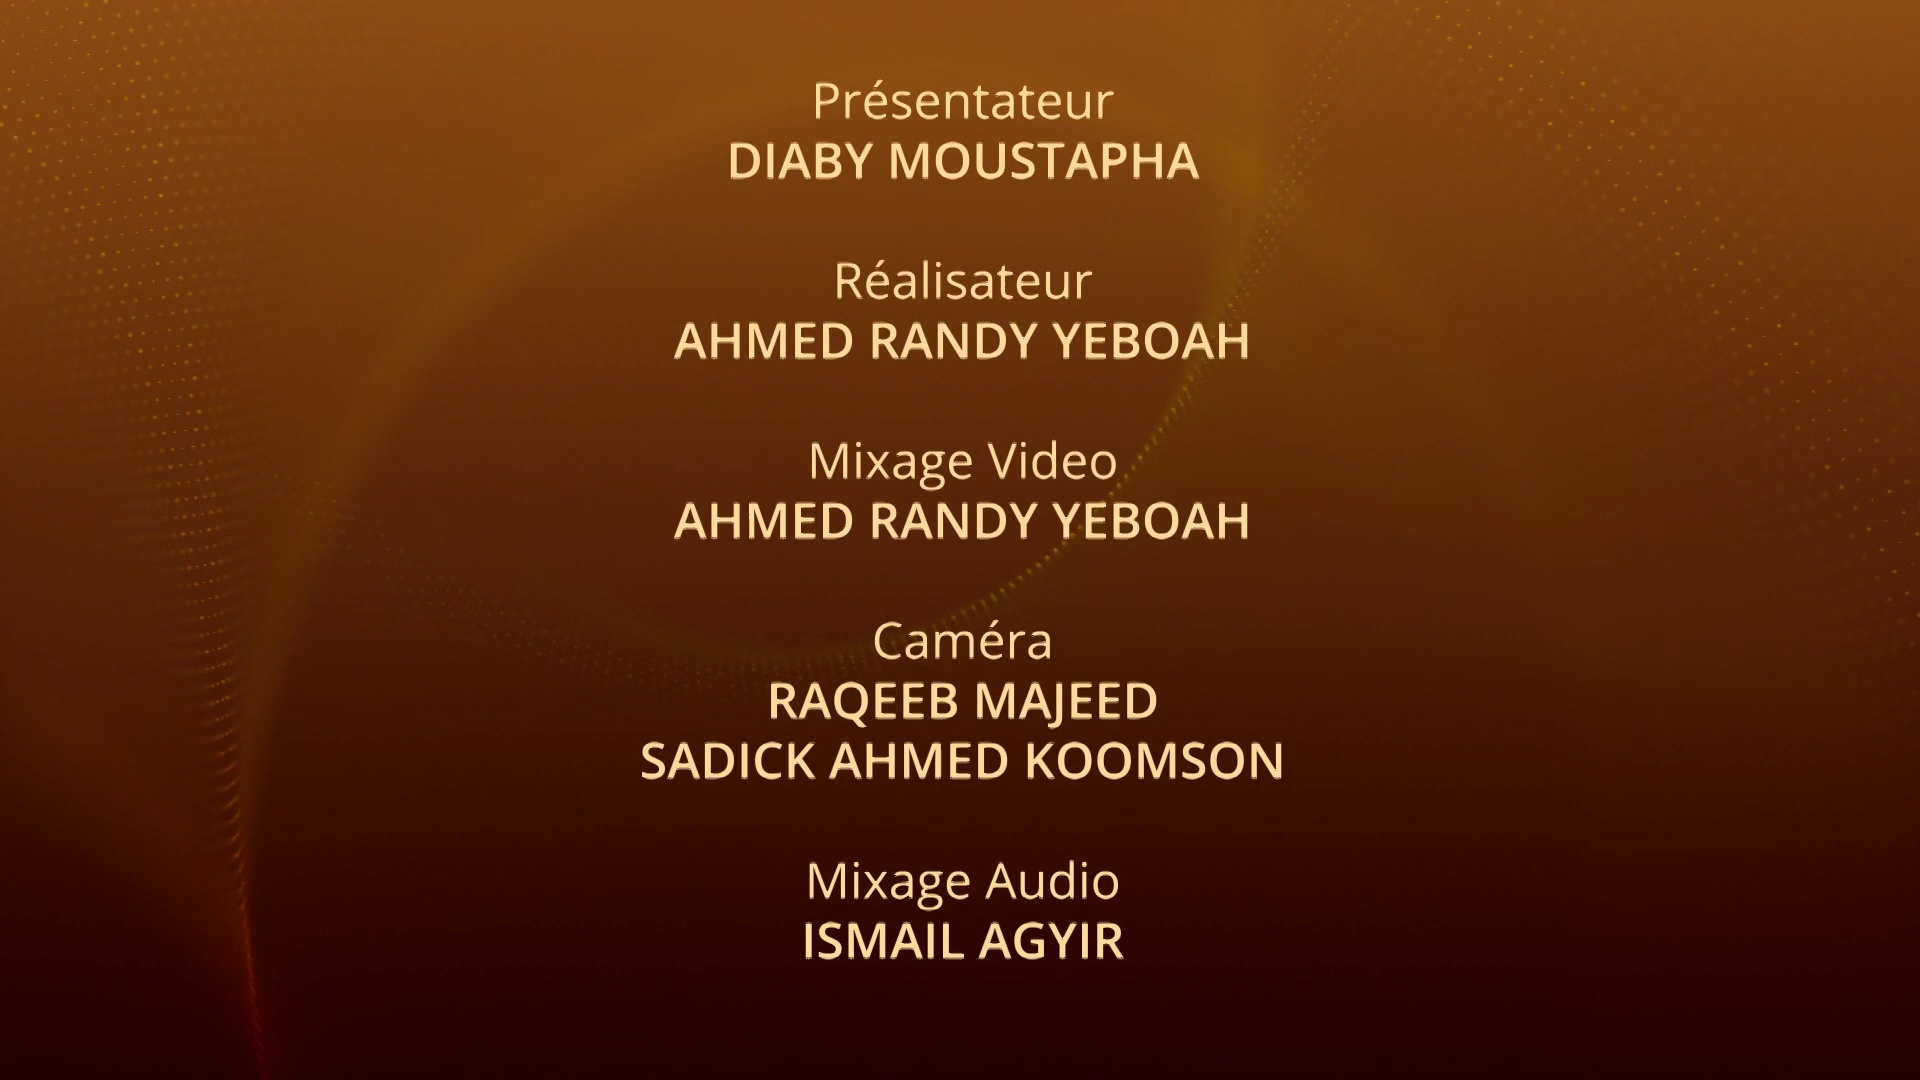 Présentateur
DIABY MOUSTAPHA
Réalisateur
AHMED RANDY YEBOAH
Mixage Video
AHMED RANDY YEBOAH
Caméra
RAQEEB MAJEED
SADICK AHMED KOOMSON
Mixage Audio
ISMAIL AGYIR